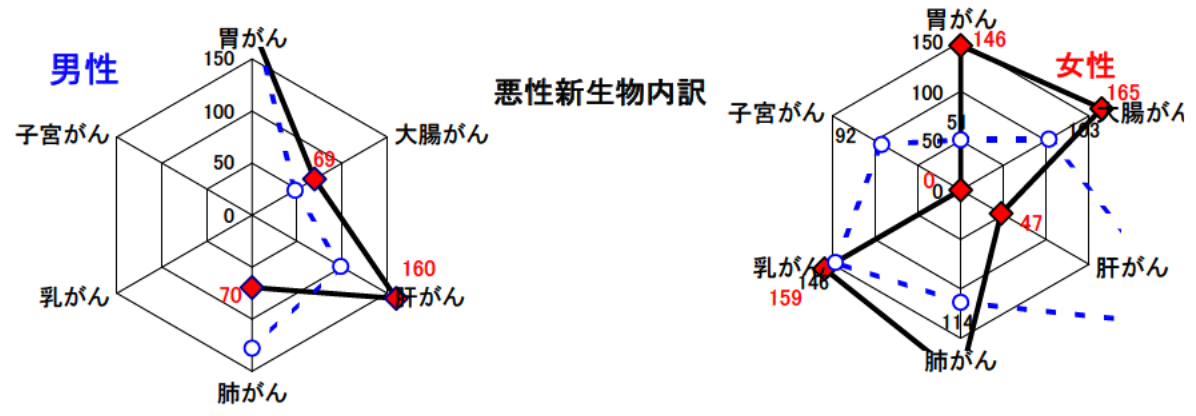 男性
胃がん
150
100
50
0
69
大腸がん
子宮がん
160
肝がん
乳がん
70
肺がん
悪性新生物内訳
女性
胃がん
150
146
165
大腸がん
103
子宮がん
92
100
51
50
0
0
47
肝がん
乳がん
146
159
114
肺がん